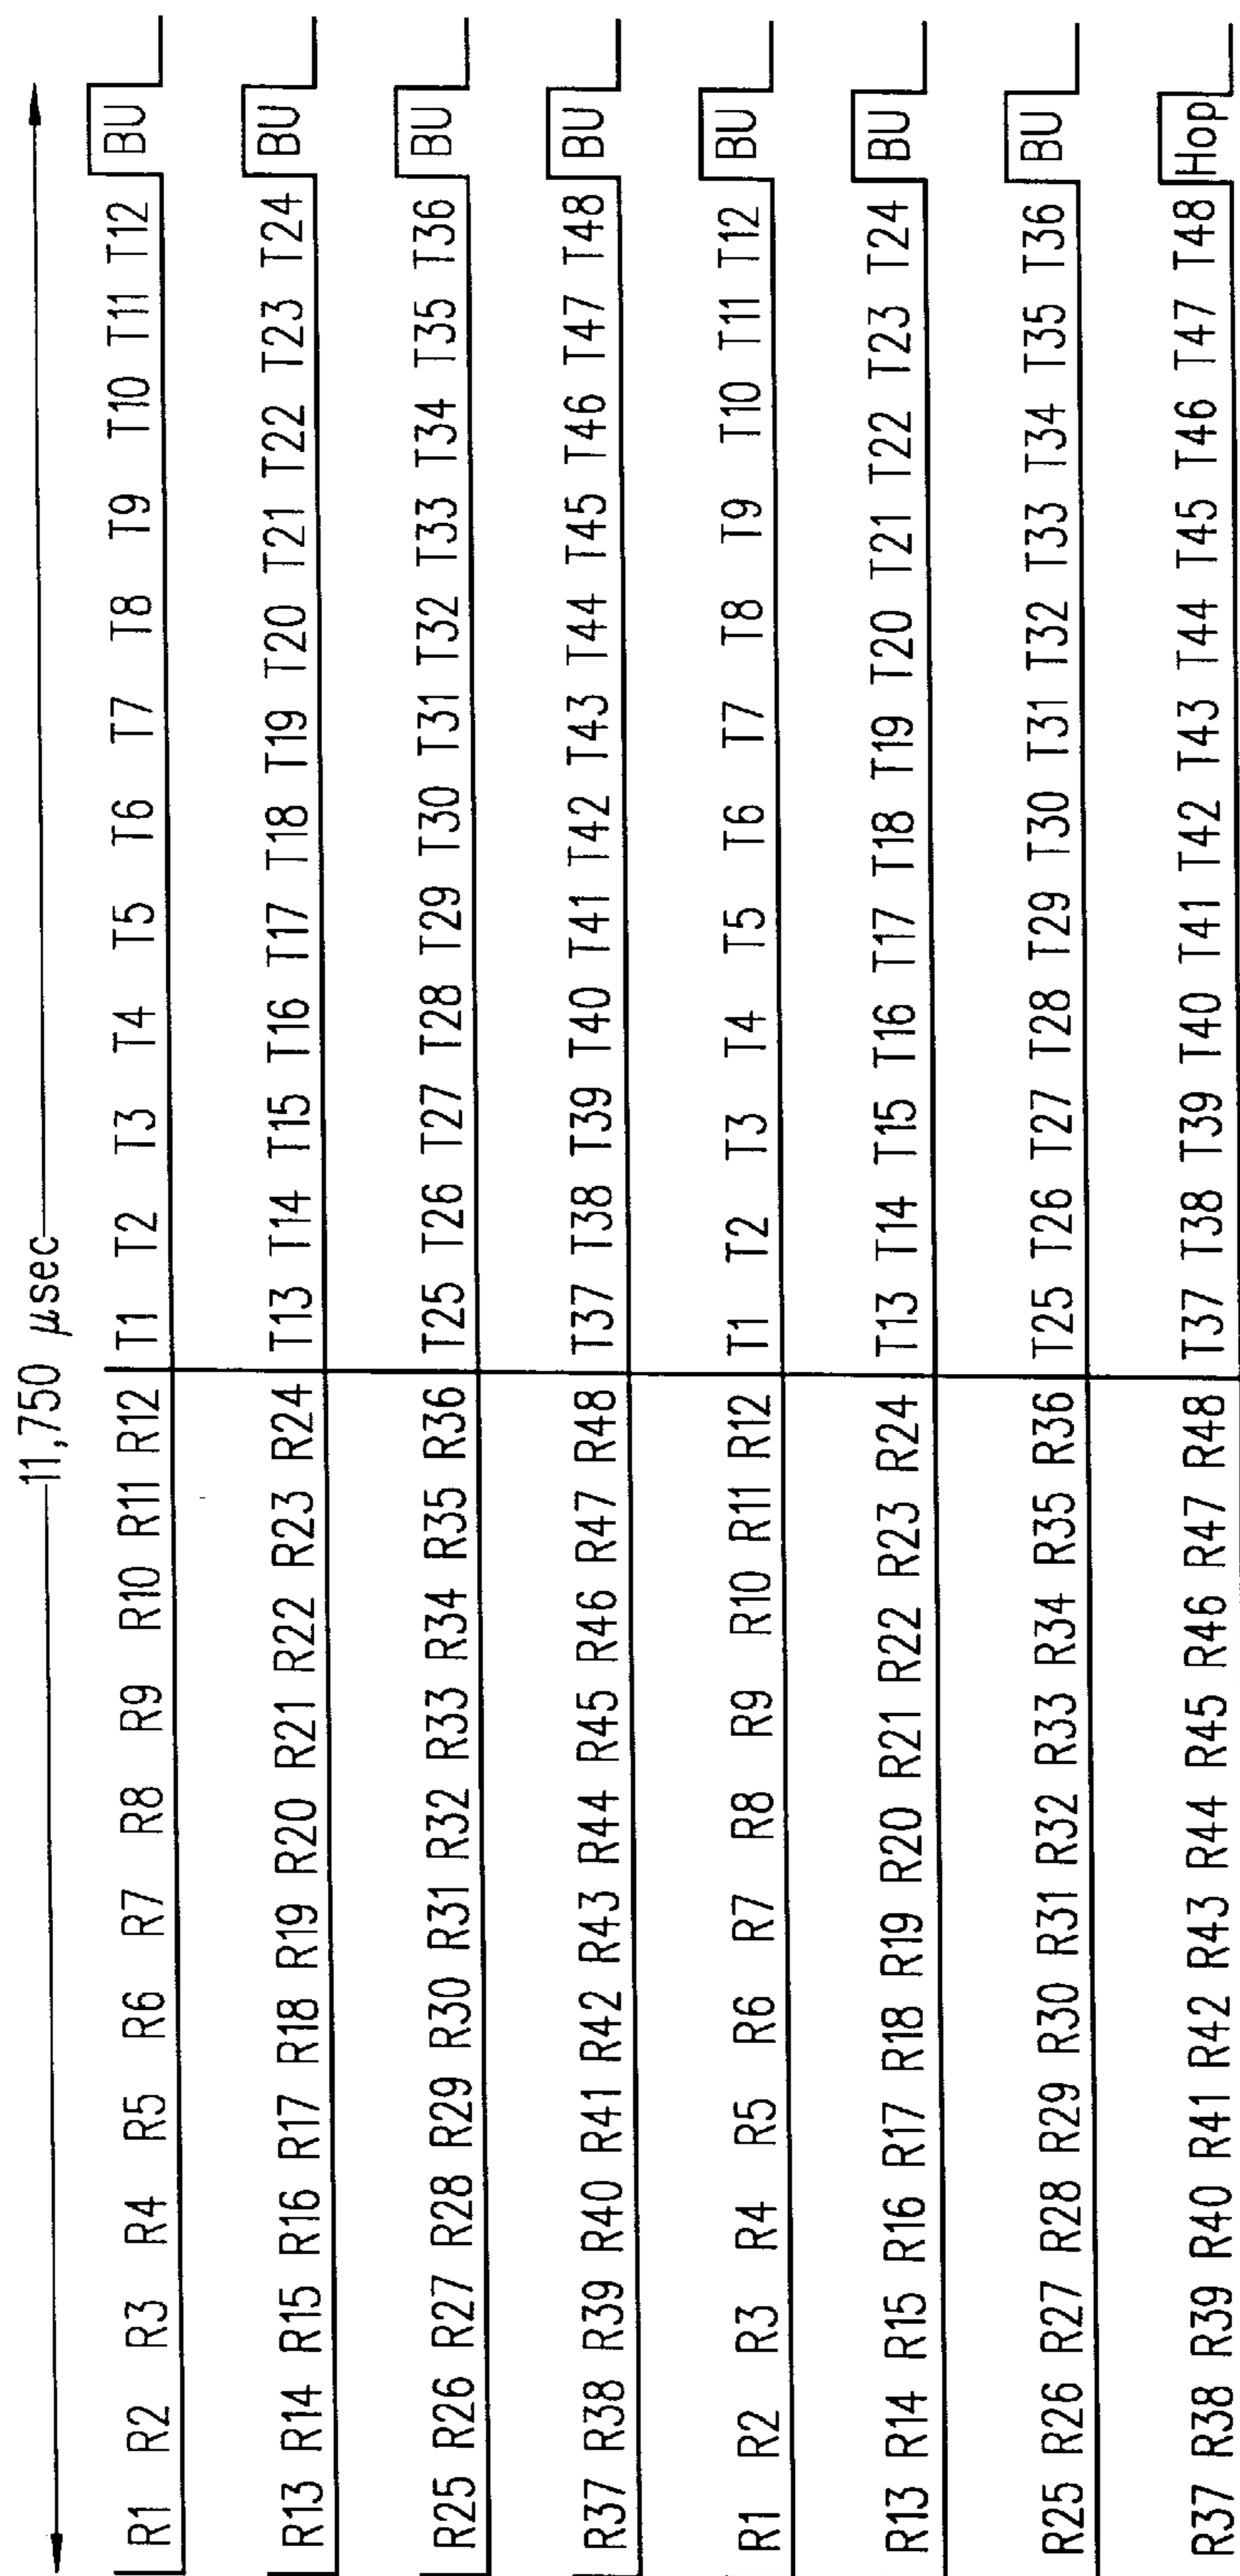 11,750 μsec
R1 R2 R3 R4 R5 R6 R7 R8 R9 R10 R11 R12 T1 T2 T3 T4 T5 T6 T7 T8 T9 T10 T11 T12 BU
R13 R14 R15 R16 R17 R18 R19 R20 R21 R22 R23 R24 T13 T14 T15 T16 T17 T18 T19 T20 T21 T22 T23 T24 BU
R25 R26 R27 R28 R29 R30 R31 R32 R33 R34 R35 R36 T25 T26 T27 T28 T29 T30 T31 T32 T33 T34 T35 T36 BU
R37 R38 R39 R40 R41 R42 R43 R44 R45 R46 R47 R48 T37 T38 T39 T40 T41 T42 T43 T44 T45 T46 T47 T48 BU
R1 R2 R3 R4 R5 R6 R7 R8 R9 R10 R11 R12 T1 T2 T3 T4 T5 T6 T7 T8 T9 T10 T11 T12 BU
R13 R14 R15 R16 R17 R18 R19 R20 R21 R22 R23 R24 T13 T14 T15 T16 T17 T18 T19 T20 T21 T22 T23 T24 BU
R25 R26 R27 R28 R29 R30 R31 R32 R33 R34 R35 R36 T25 T26 T27 T28 T29 T30 T31 T32 T33 T34 T35 T36 BU
R37 R38 R39 R40 R41 R42 R43 R44 R45 R46 R47 R48 T37 T38 T39 T40 T41 T42 T43 T44 T45 T46 T47 T48 Hop